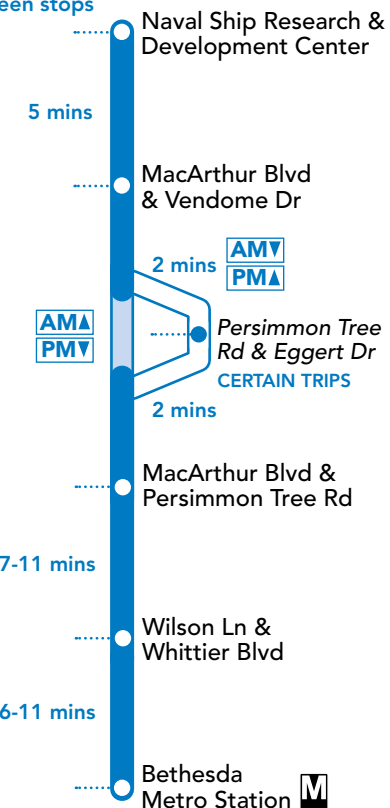 stops
Naval Ship Research &
Development Center
5 mins
MacArthur Blvd
& Vendome Dr
2 mins
AM▼
PM▲
AM▲
PM▼
Persimmon Tree
Rd & Eggert Dr
CERTAIN TRIPS
2 mins
MacArthur Blvd &
Persimmon Tree Rd
7-11 mins
Wilson Ln &
Whittier Blvd
6-11 mins
Bethesda
Metro Station M